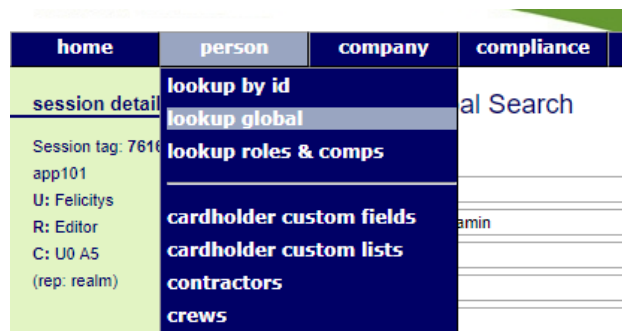 home person company compliance
lookup by id
session detail
al Search
lookup global
Session tag: 7616
lookup roles & comps
app101
U: Felicitys
cardholder custom fields
R: Editor
amin
C: U0 A5
cardholder custom lists
(rep: realm)
contractors
crews